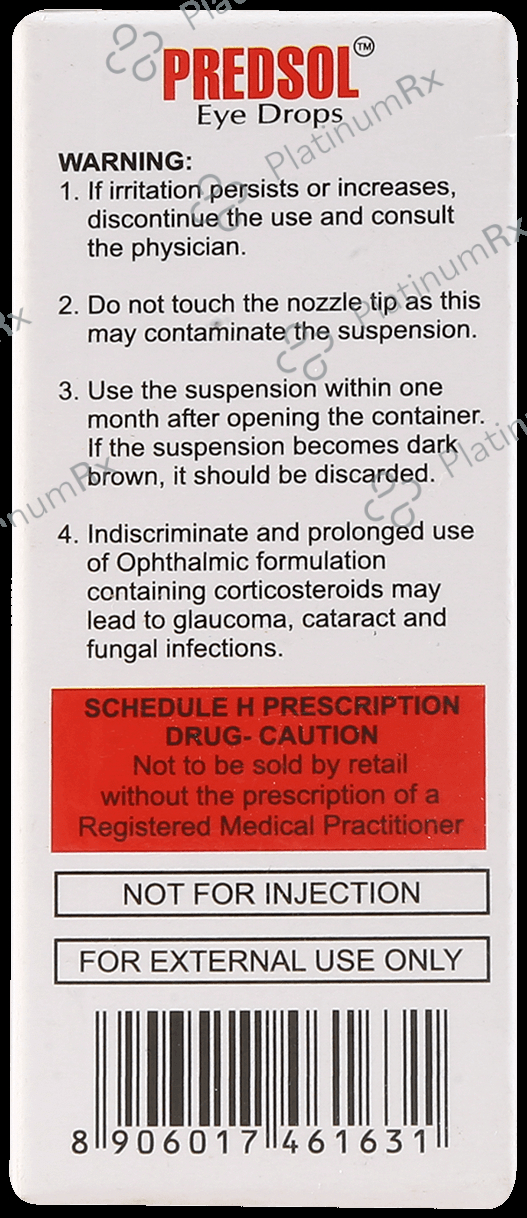 PREDSOL™
Eye Drops
WARNING:
1. If irritation persists or increases,
discontinue the use and consult
the physician.
2. Do not touch the nozzle tip as this
may contaminate the suspension.
3. Use the suspension within one
month after opening the container.
If the suspension becomes dark
brown, it should be discarded.
4. Indiscriminate and prolonged use
of Ophthalmic formulation
containing corticosteroids may
lead to glaucoma, cataract and
fungal infections.
SCHEDULE H PRESCRIPTION
DRUG- CAUTION
Not to be sold by retail
without the prescription of a
Registered Medical Practitioner
NOT FOR INJECTION
FOR EXTERNAL USE ONLY
8 906017 461631
PlatinumRx
PlatinumRx
PlatinumRx